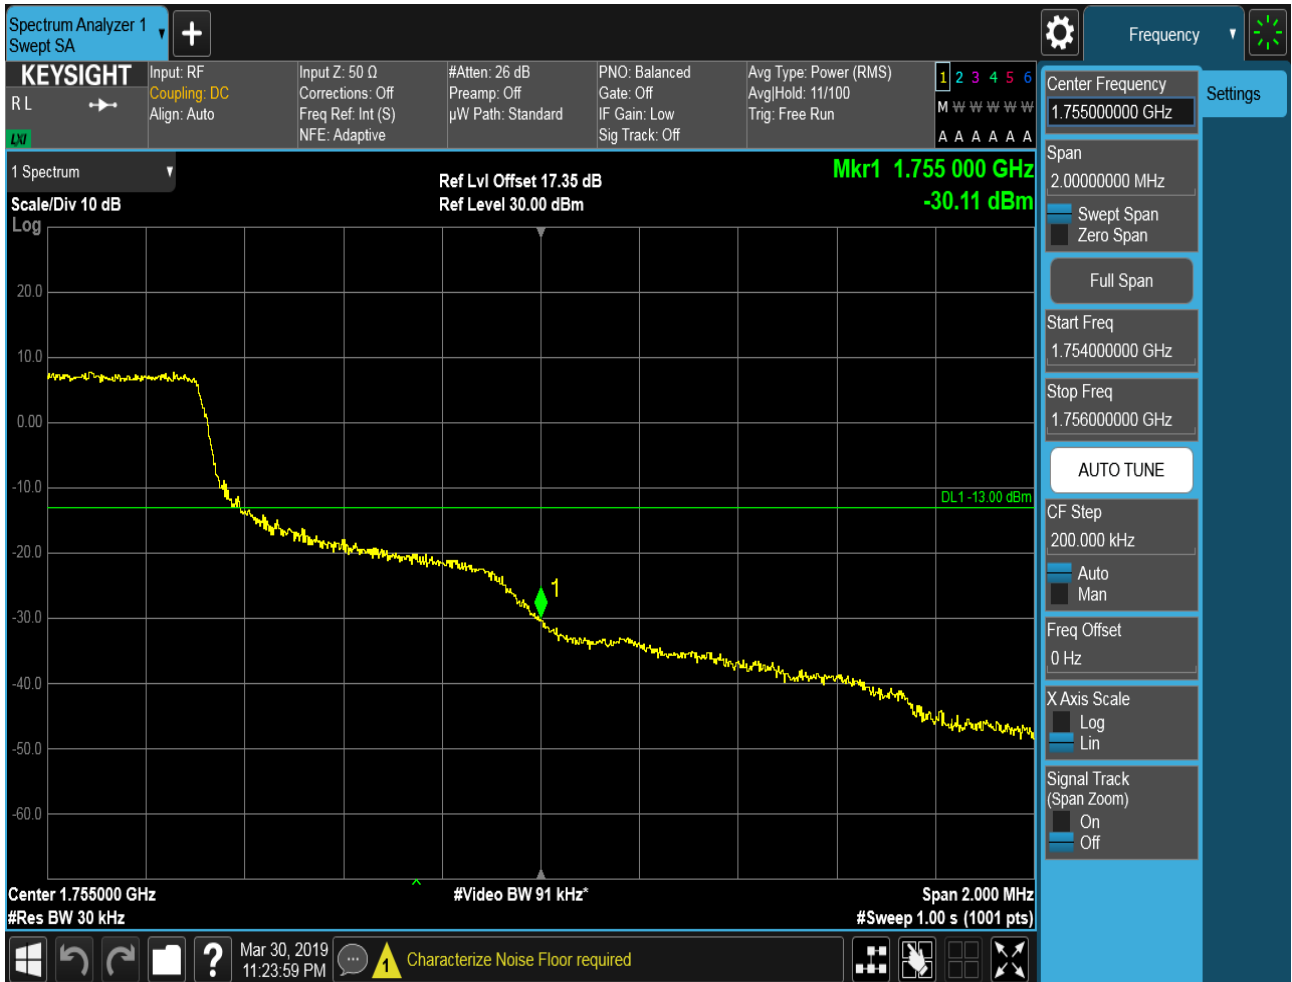 Spectrum Analyzer 1
Swept SA
Frequency
KEYSIGHT
R L
LXI
Input: RF
Coupling: DC
Align: Auto
Input Z: 50 Ω
Corrections: Off
Freq Ref: Int (S)
NFE: Adaptive
#Atten: 26 dB
Preamp: Off
µW Path: Standard
PNO: Balanced
Gate: Off
IF Gain: Low
Sig Track: Off
Avg Type: Power (RMS)
Avg|Hold: 11/100
Trig: Free Run
1 2 3 4 5 6
M W W W W W
A A A A A A
1 Spectrum
Scale/Div 10 dB
Log
Ref Lvl Offset 17.35 dB
Ref Level 30.00 dBm
Mkr1 1.755 000 GHz
-30.11 dBm
20.0
10.0
0.00
-10.0
DL1 -13.00 dBm
-20.0
1
-30.0
-40.0
-50.0
-60.0
Center 1.755000 GHz
#Res BW 30 kHz
#Video BW 91 kHz*
Span 2.000 MHz
#Sweep 1.00 s (1001 pts)
Center Frequency
1.755000000 GHz
Settings
Span
2.00000000 MHz
Swept Span
Zero Span
Full Span
Start Freq
1.754000000 GHz
Stop Freq
1.756000000 GHz
AUTO TUNE
CF Step
200.000 kHz
Auto
Man
Freq Offset
0 Hz
X Axis Scale
Log
Lin
Signal Track
(Span Zoom)
On
Off
?
Mar 30, 2019
11:23:59 PM
1
Characterize Noise Floor required